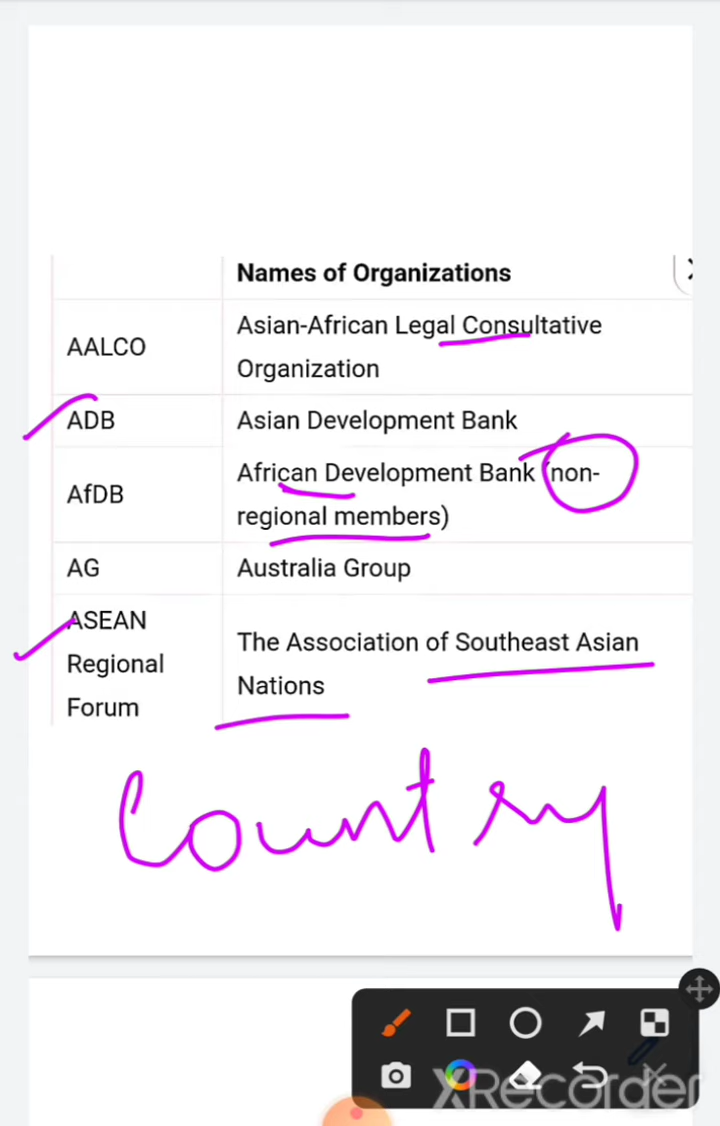 Names of Organizations
AALCO
Asian-African Legal Consultative
Organization
ADB
Asian Development Bank
AfDB
African Development Bank (non-
regional members)
AG
Australia Group
ASEAN
Regional
Forum
The Association of Southeast Asian
Nations
Country
XRecorder